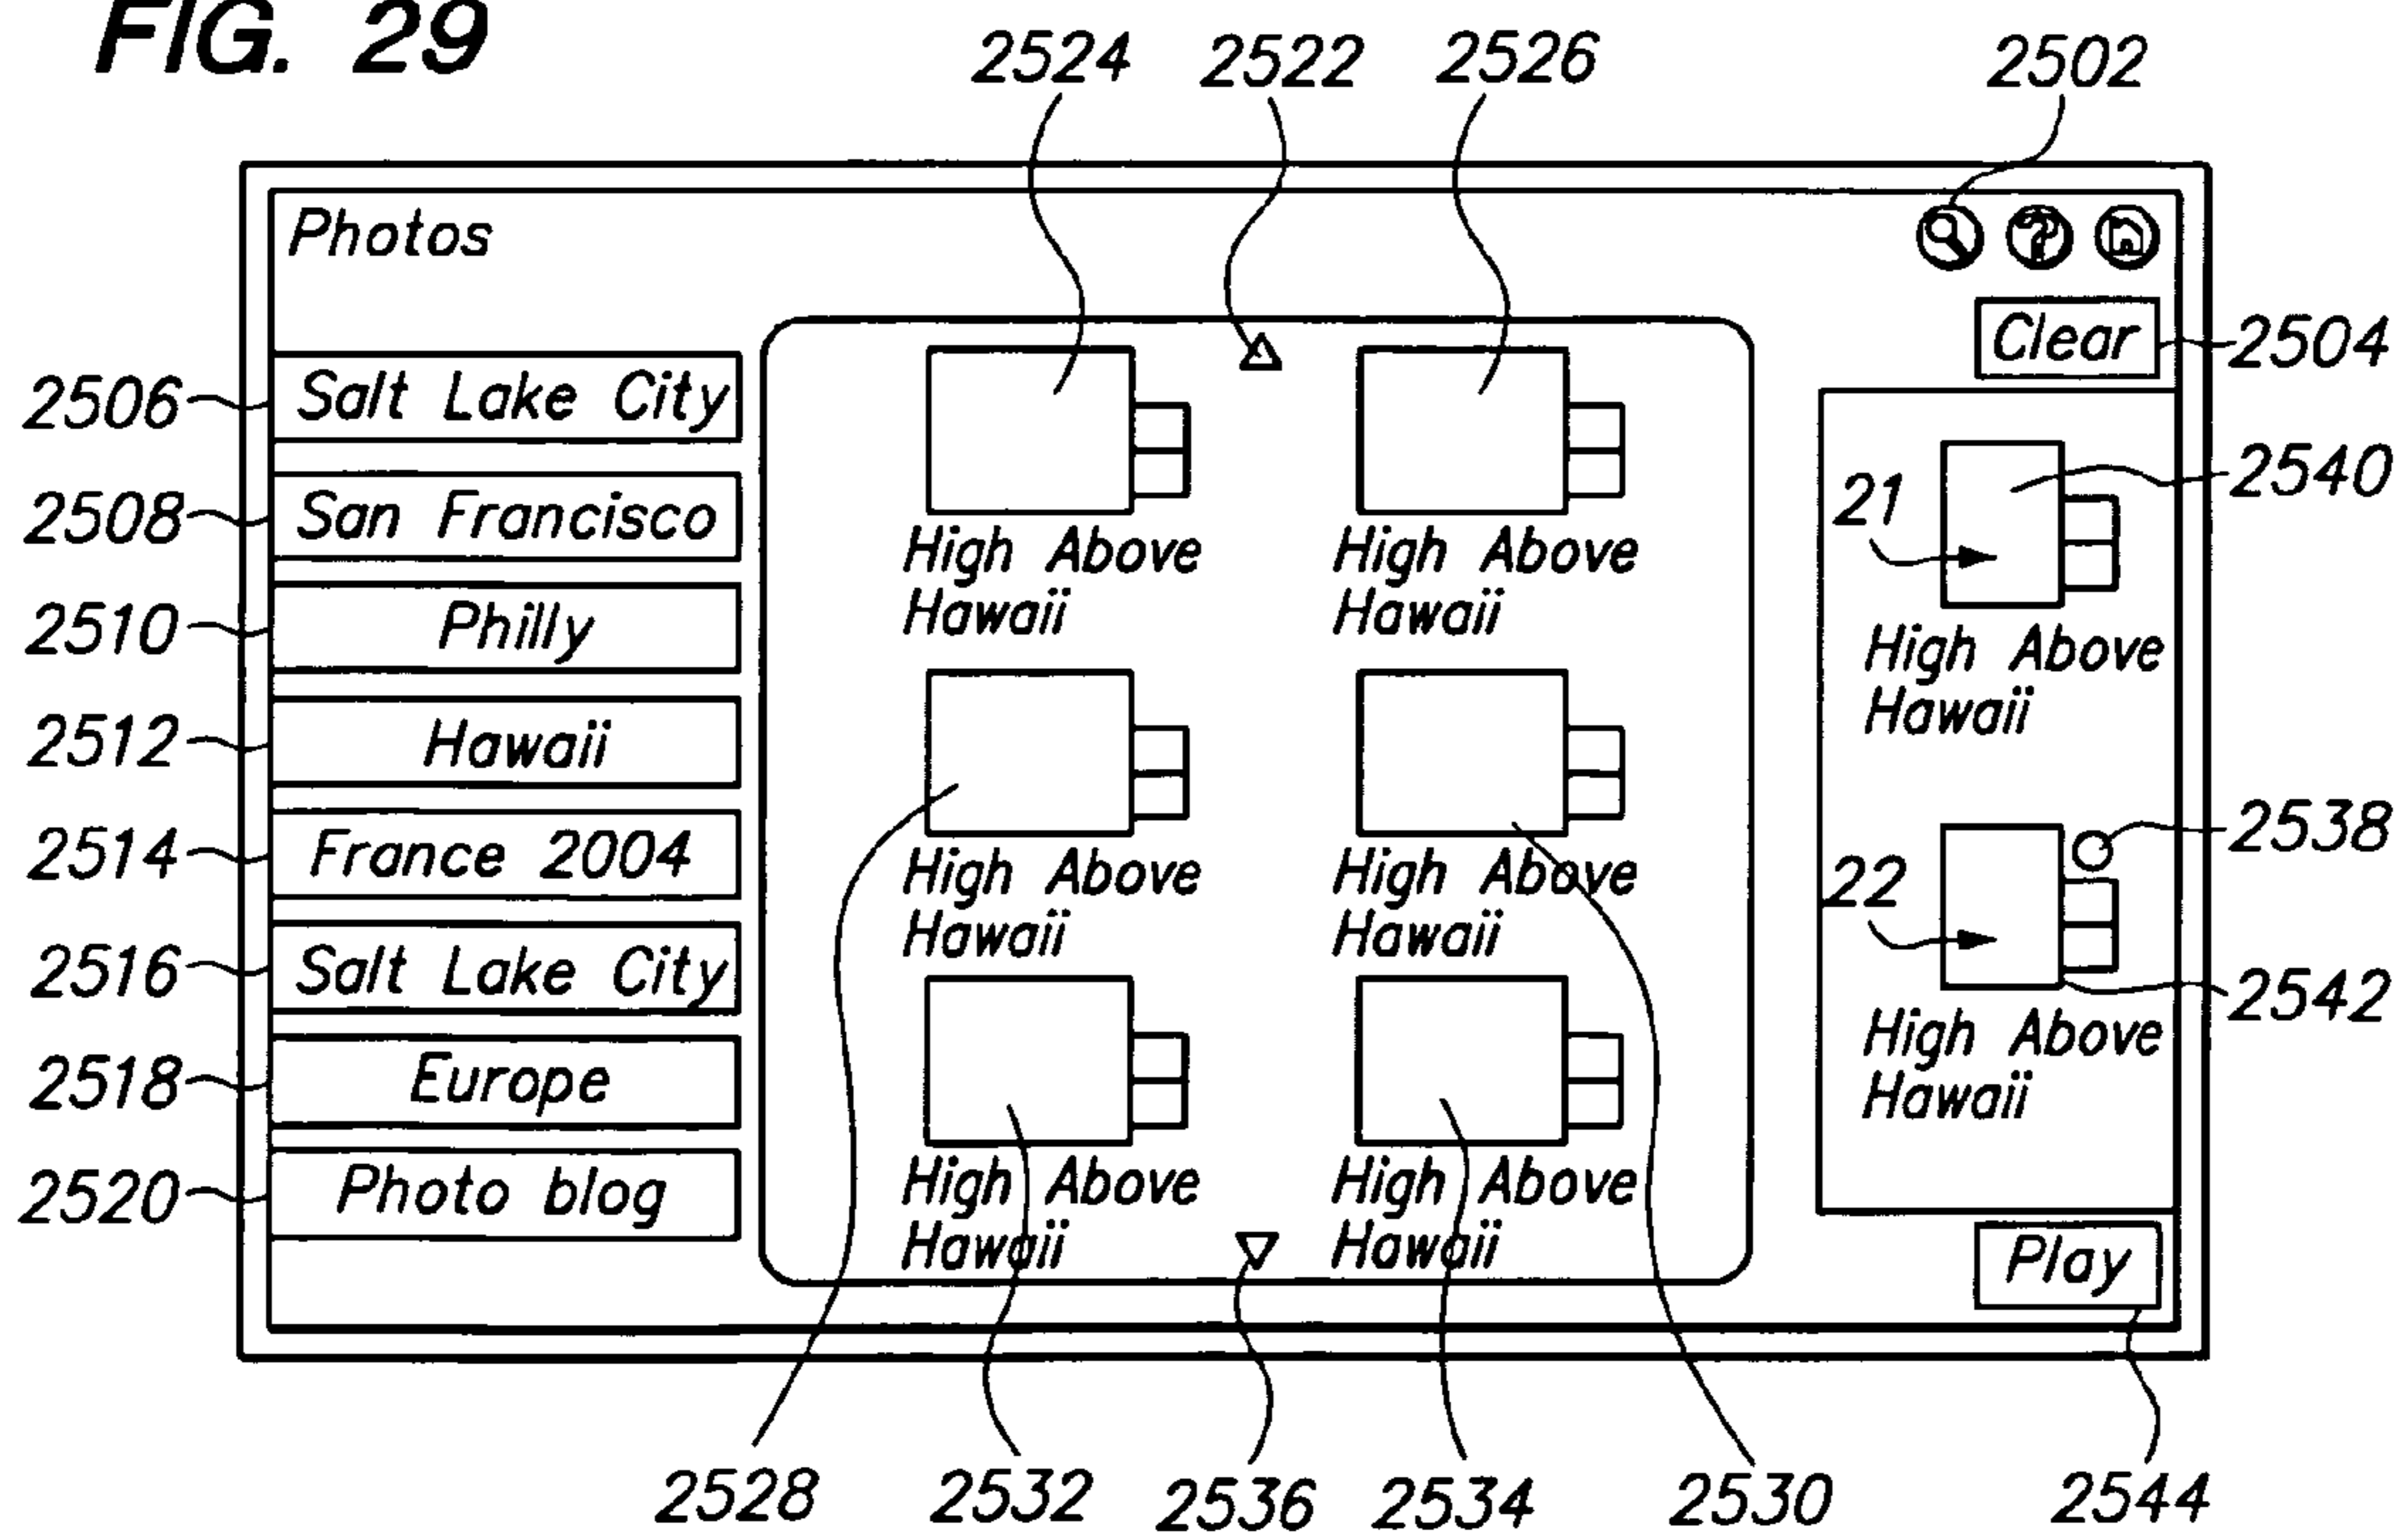 FIG. 29
2524
2522
2526
2502
Photos
?
Clear
2504
2506
Salt Lake City
2508
San Francisco
2510
Philly
2512
Hawaii
2514
France 2004
2516
Salt Lake City
2518
Europe
2520
Photo blog
High Above
Hawaii
High Above
Hawaii
High Above
Hawaii
High Above
Hawaii
High Above
Hawaii
High Above
Hawaii
2540
21
High Above
Hawaii
2538
22
2542
High Above
Hawaii
Play
2528
2532
2536
2534
2530
2544